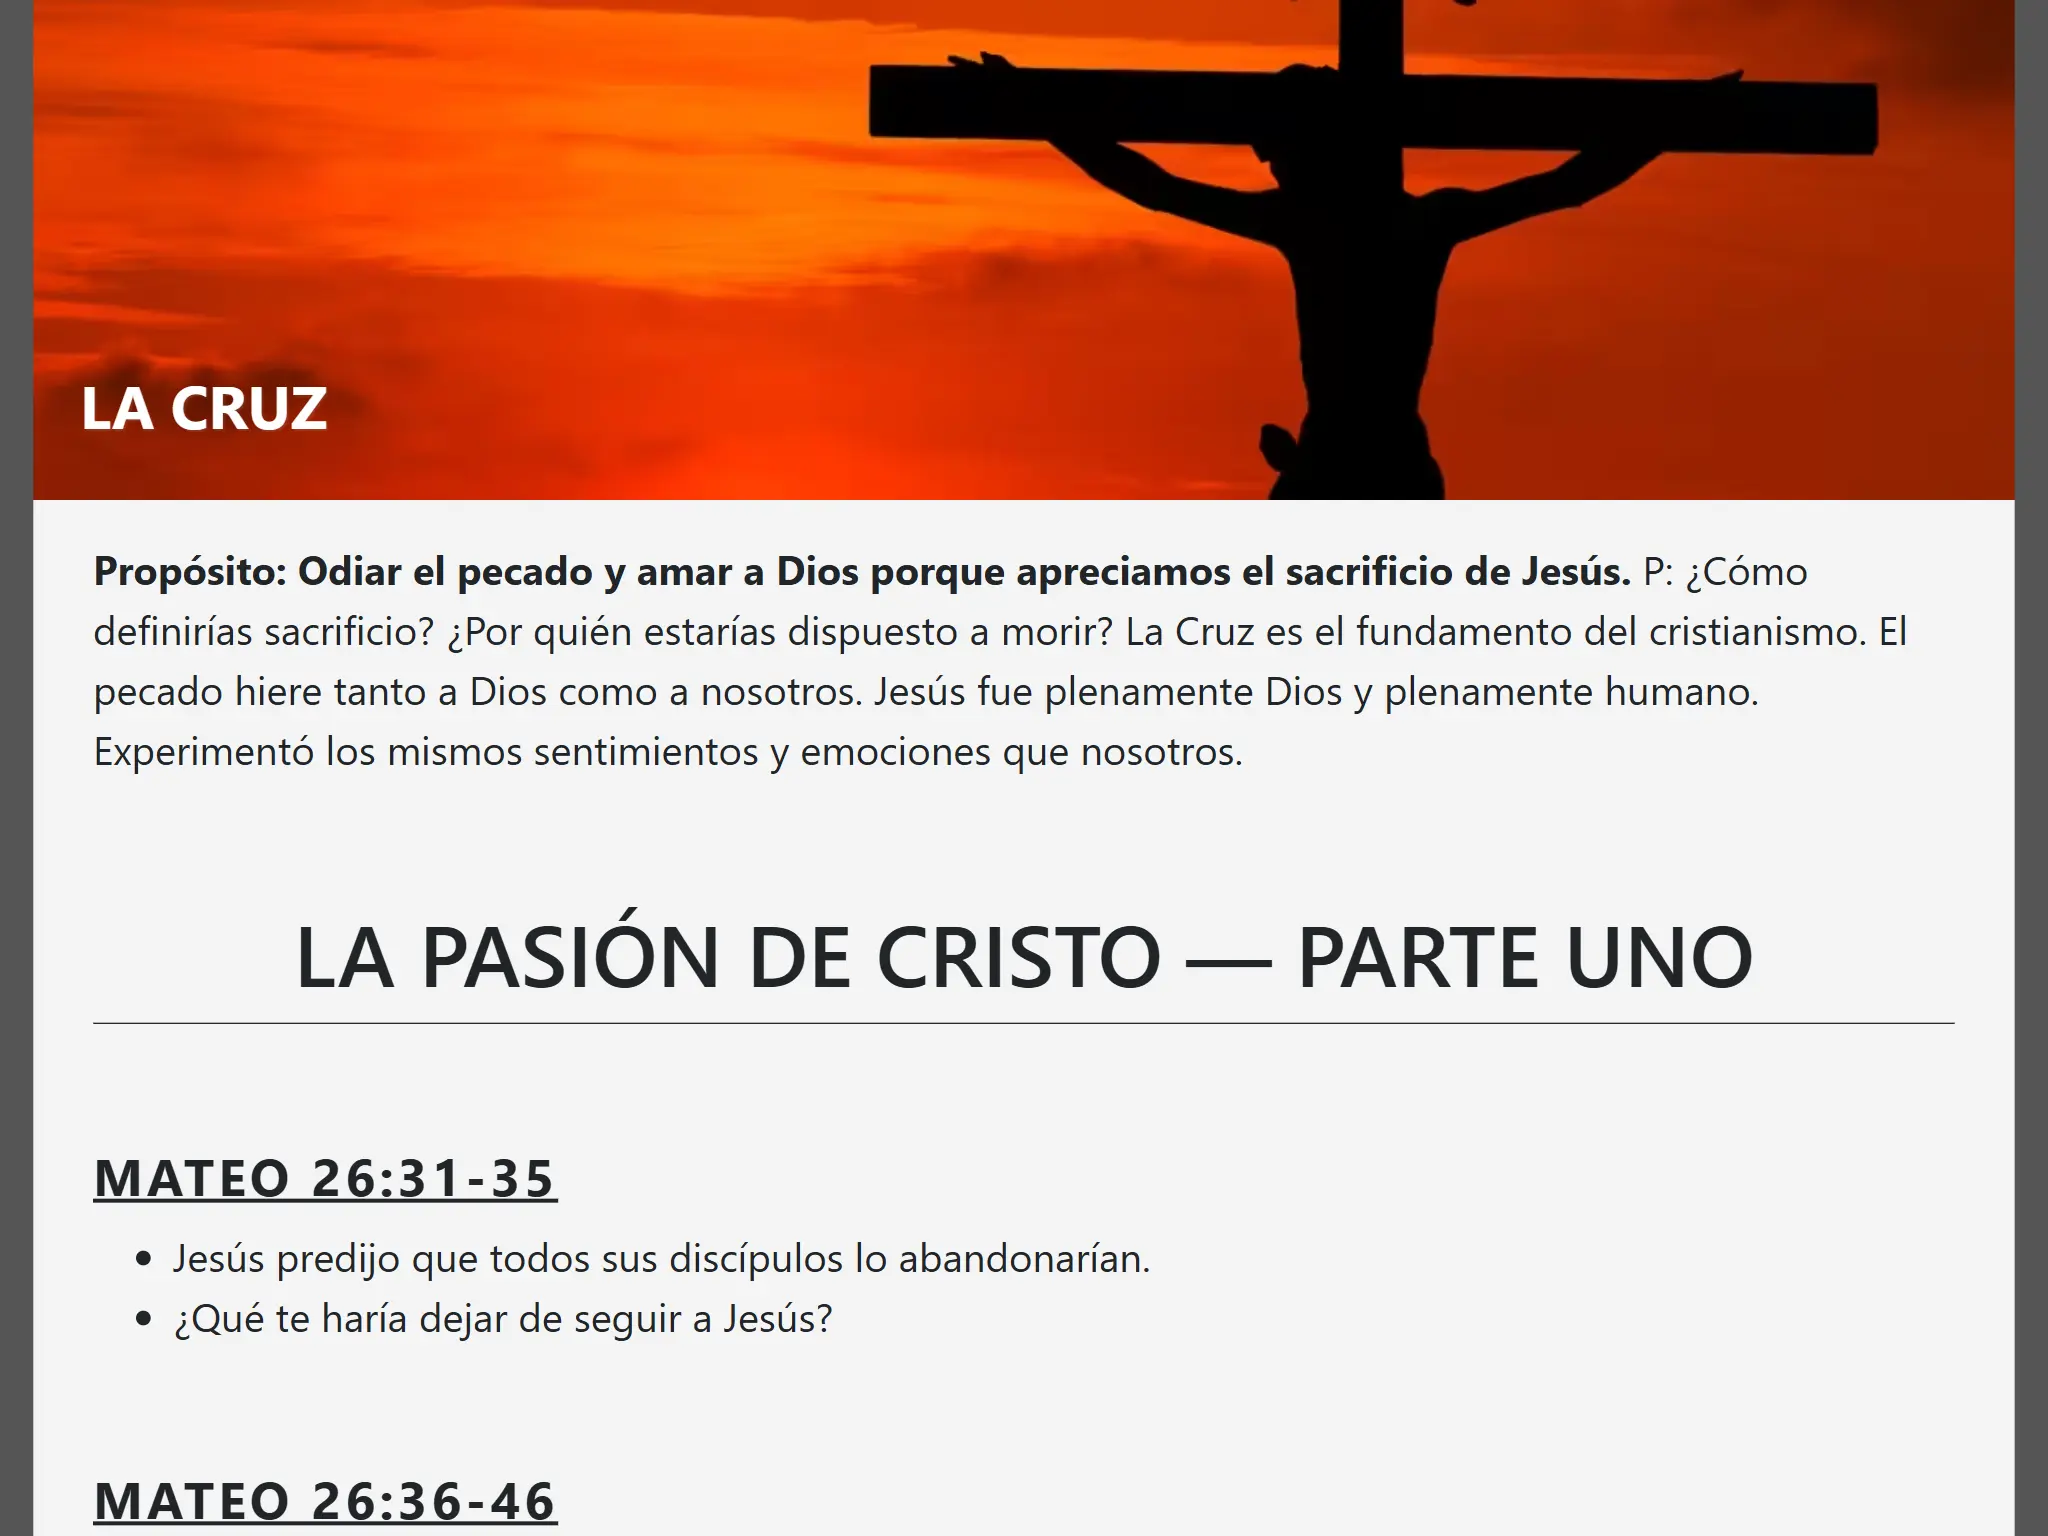 LA CRUZ
Propósito: Odiar el pecado y amar a Dios porque apreciamos el sacrificio de Jesús. P: ¿Cómo
definirías sacrificio? ¿Por quién estarías dispuesto a morir? La Cruz es el fundamento del cristianismo. El
pecado hiere tanto a Dios como a nosotros. Jesús fue plenamente Dios y plenamente humano.
Experimentó los mismos sentimientos y emociones que nosotros.
LA PASIÓN DE CRISTO — PARTE UNO
MATEO 26:31-35
• Jesús predijo que todos sus discípulos lo abandonarían.
• ¿Qué te haría dejar de seguir a Jesús?
MATEO 26:36-46